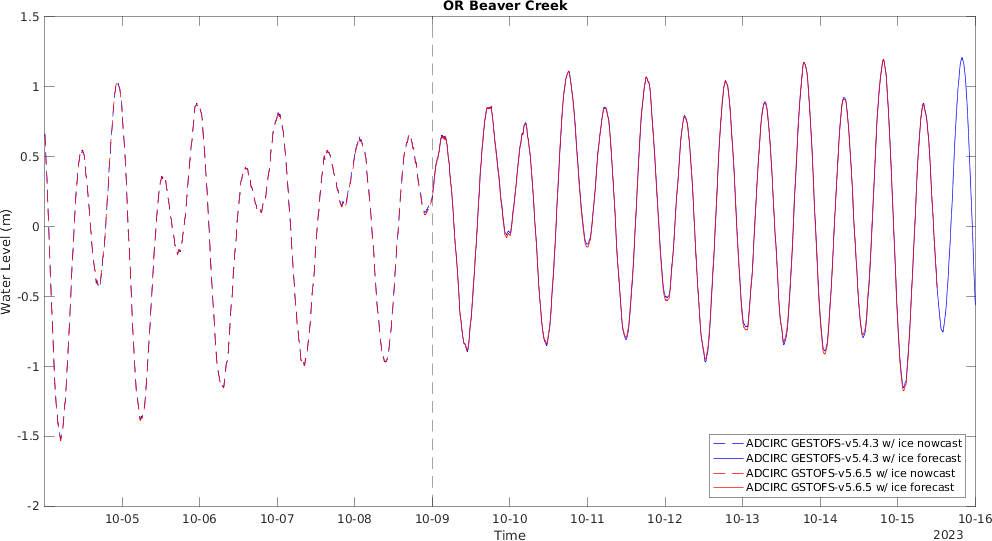 OR Beaver Creek
1.5
1
0.5
0
-0.5
-1
-1.5
-2
Water Level (m)
10-05 10-06 10-07 10-08 10-09 10-10 10-11 10-12 10-13 10-14 10-15 10-16
Time
2023
ADCIRC GESTOFS-v5.4.3 w/ ice nowcast
ADCIRC GESTOFS-v5.4.3 w/ ice forecast
ADCIRC GSTOFS-v5.6.5 w/ ice nowcast
ADCIRC GSTOFS-v5.6.5 w/ ice forecast